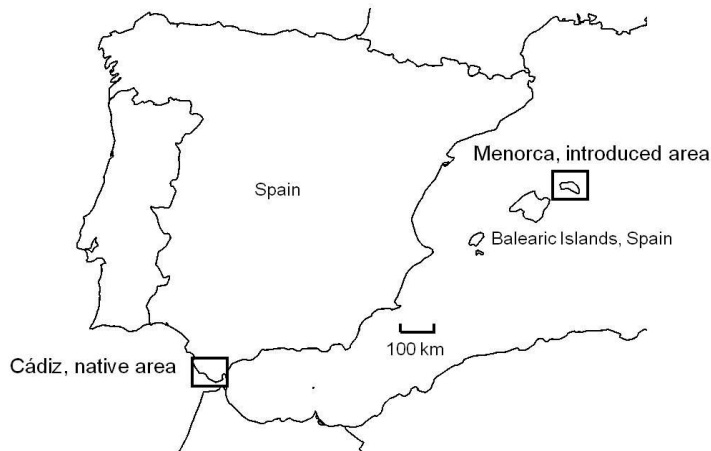 Menorca, introduced area
Spain
Balearic Islands, Spain
100 km
Cádiz, native area